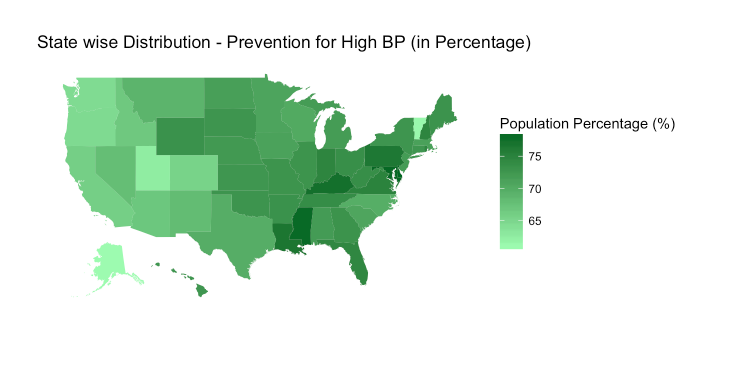 State wise Distribution - Prevention for High BP (in Percentage)
Population Percentage (%)
75
70
65